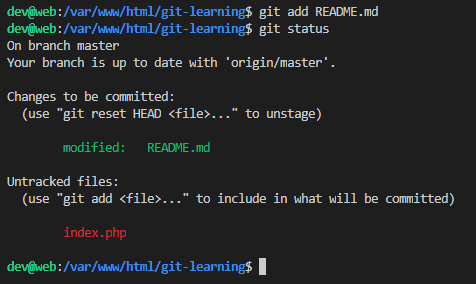 dev@web:/var/www/html/git-learning$ git add README.md
dev@web:/var/www/html/git-learning$ git status
On branch master
Your branch is up to date with 'origin/master'.
Changes to be committed:
(use "git reset HEAD <file>..." to unstage)
modified: README.md
Untracked files:
(use "git add <file>..." to include in what will be committed)
index.php
dev@web:/var/www/html/git-learning$